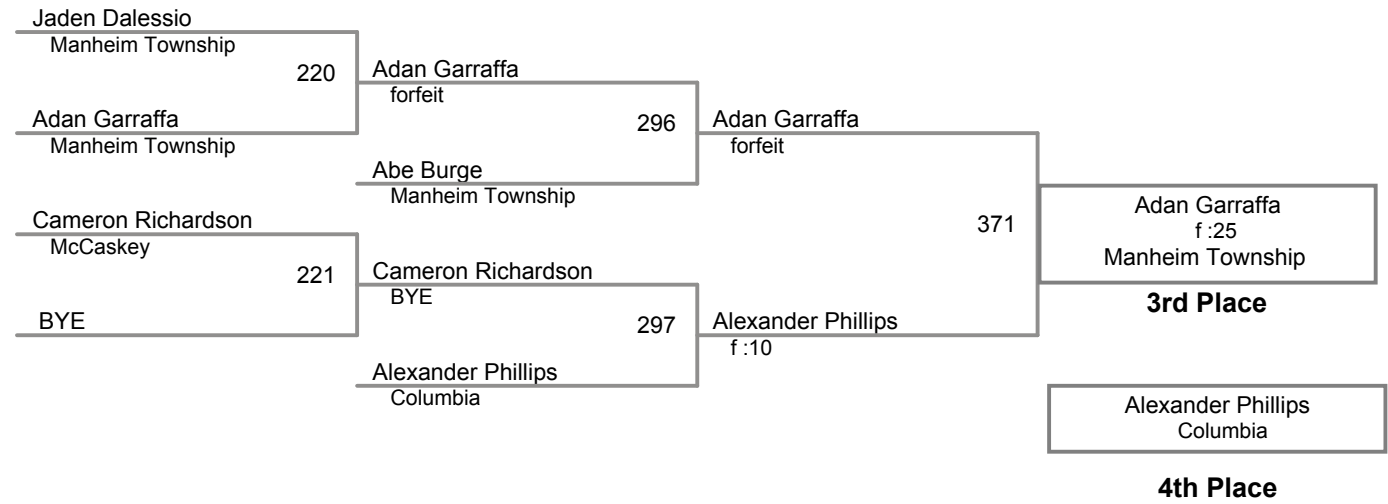 Jaden Dalessio
Manheim Township
220
Adan Garraffa
forfeit
Adan Garraffa
Manheim Township
296
Adan Garraffa
forfeit
Abe Burge
Manheim Township
Cameron Richardson
McCaskey
371
Adan Garraffa
f :25
Manheim Township
3rd Place
221
Cameron Richardson
BYE
BYE
297
Alexander Phillips
f :10
Alexander Phillips
Columbia
Alexander Phillips
Columbia
4th Place